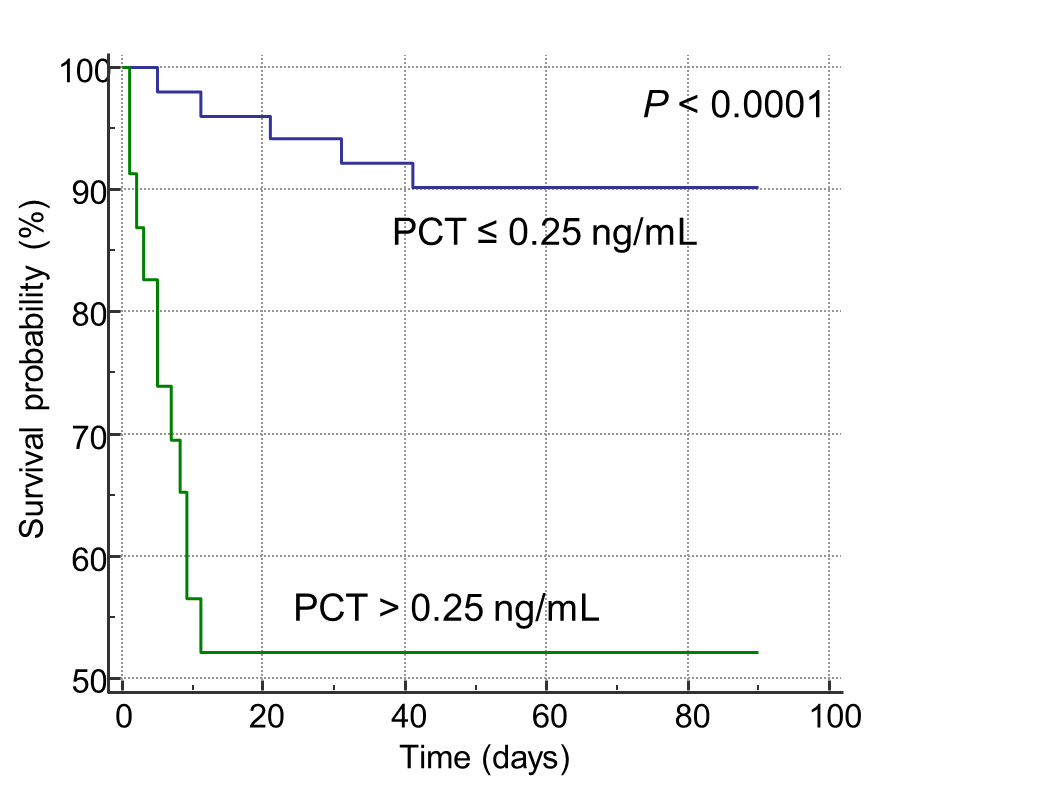 100
90
80
70
60
50
Survival probability (%)
P < 0.0001
PCT ≤ 0.25 ng/mL
PCT > 0.25 ng/mL
0 20 40 60 80 100
Time (days)